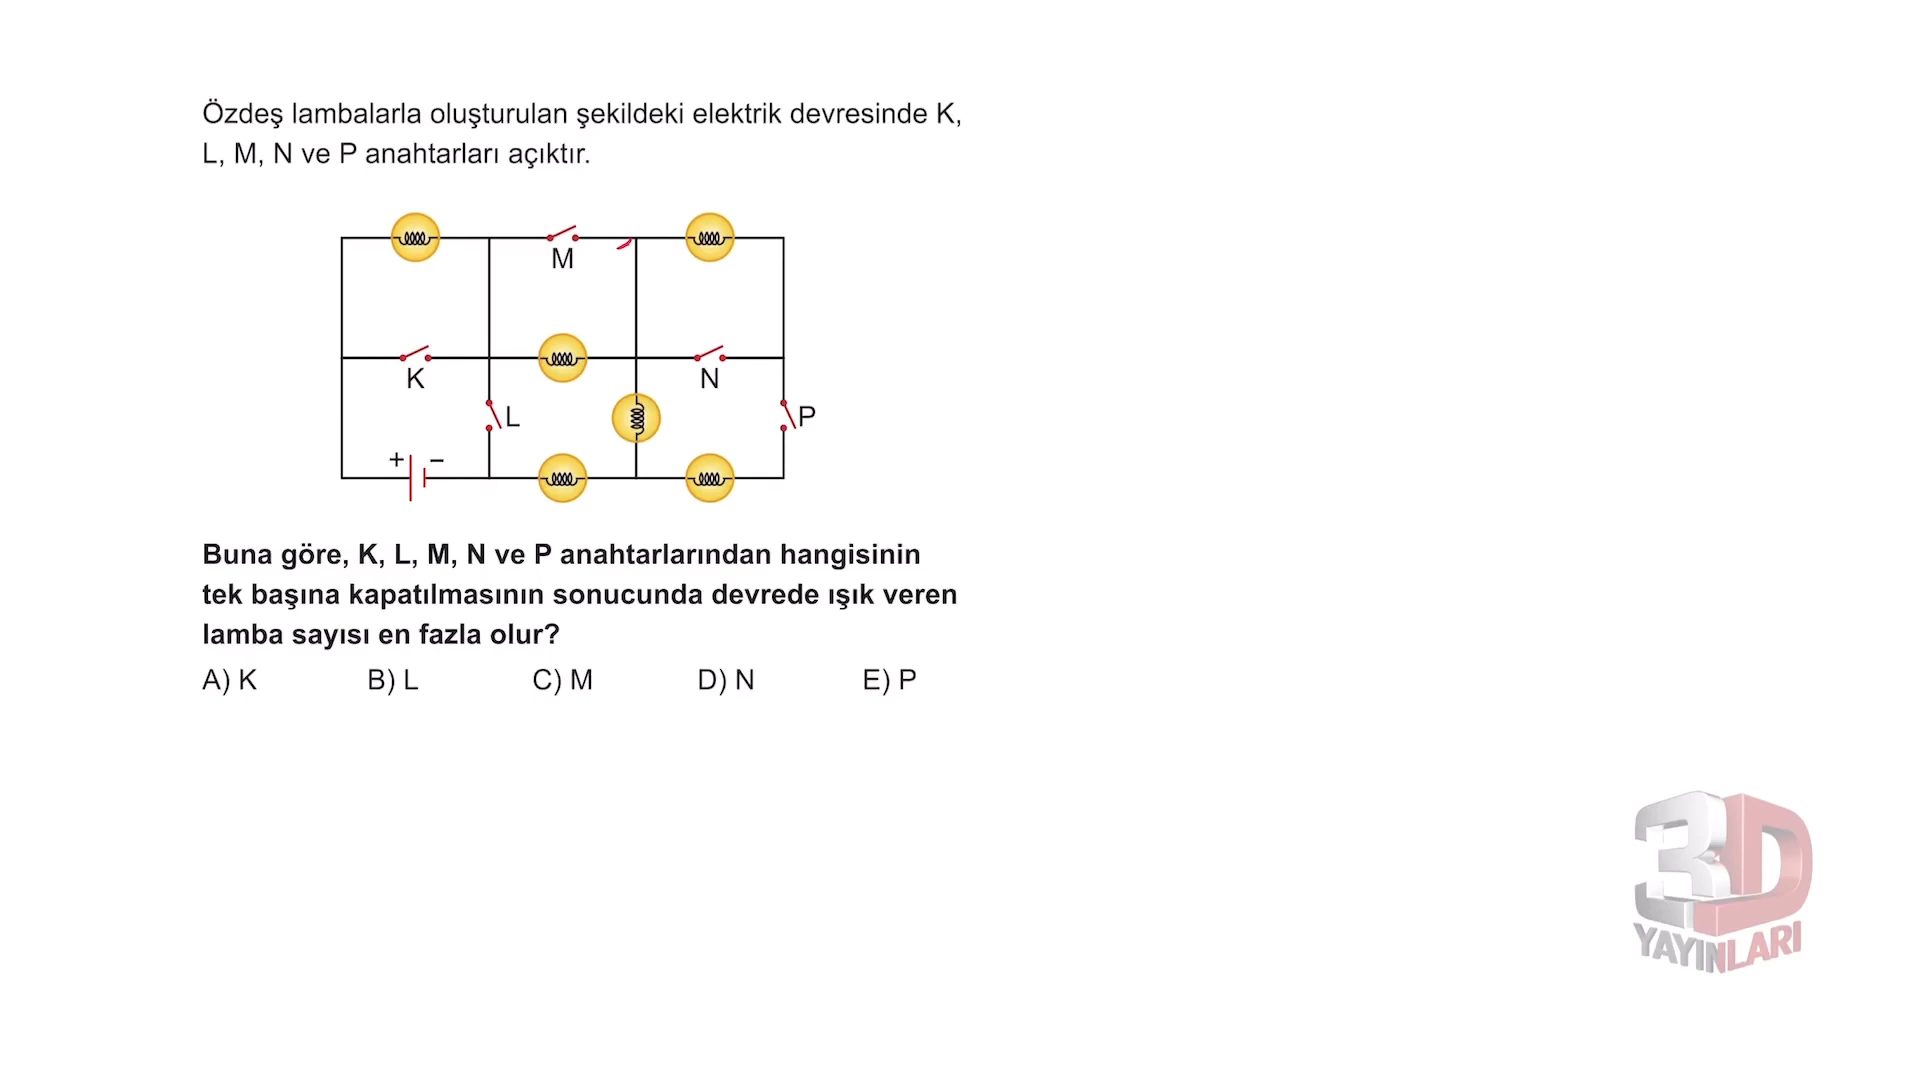 Özdeş lambalarla oluşturulan şekildeki elektrik devresinde K,
L, M, N ve P anahtarları açıktır.
M
K
N
L
P
+ −
Buna göre, K, L, M, N ve P anahtarlarından hangisinin
tek başına kapatılmasının sonucunda devrede ışık veren
lamba sayısı en fazla olur?
A) K B) L C) M D) N E) P
3D
YAYINLARI